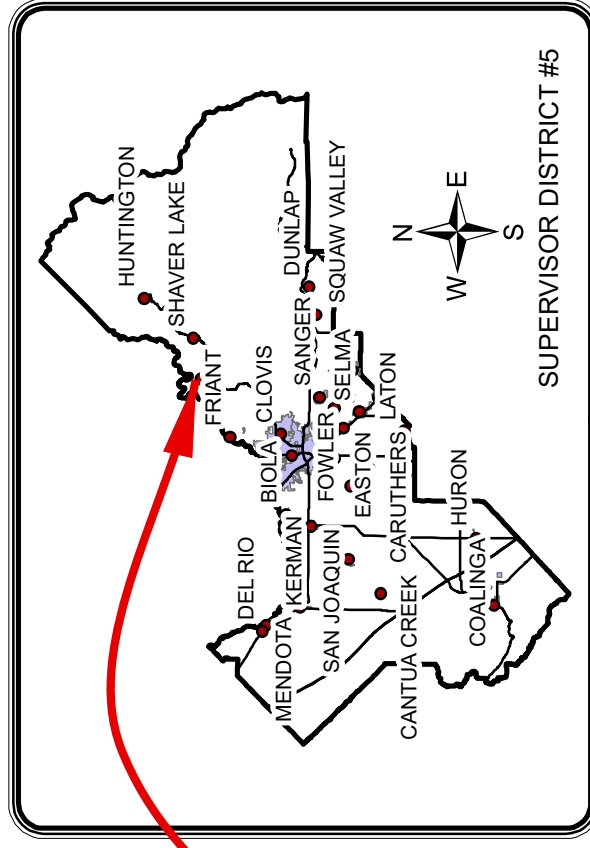 HUNTINGTON
SHAVER LAKE
FRIANT
CLOVIS
BIOLA
DUNLAP
SQUAW VALLEY
SANGER
SELMA
FOWLER
LATON
EASTON
CARUTHERS
DEL RIO
MENDOTA
KERMAN
SAN JOAQUIN
CANTUA CREEK
HURON
COALINGA
N
W
E
S
SUPERVISOR DISTRICT #5